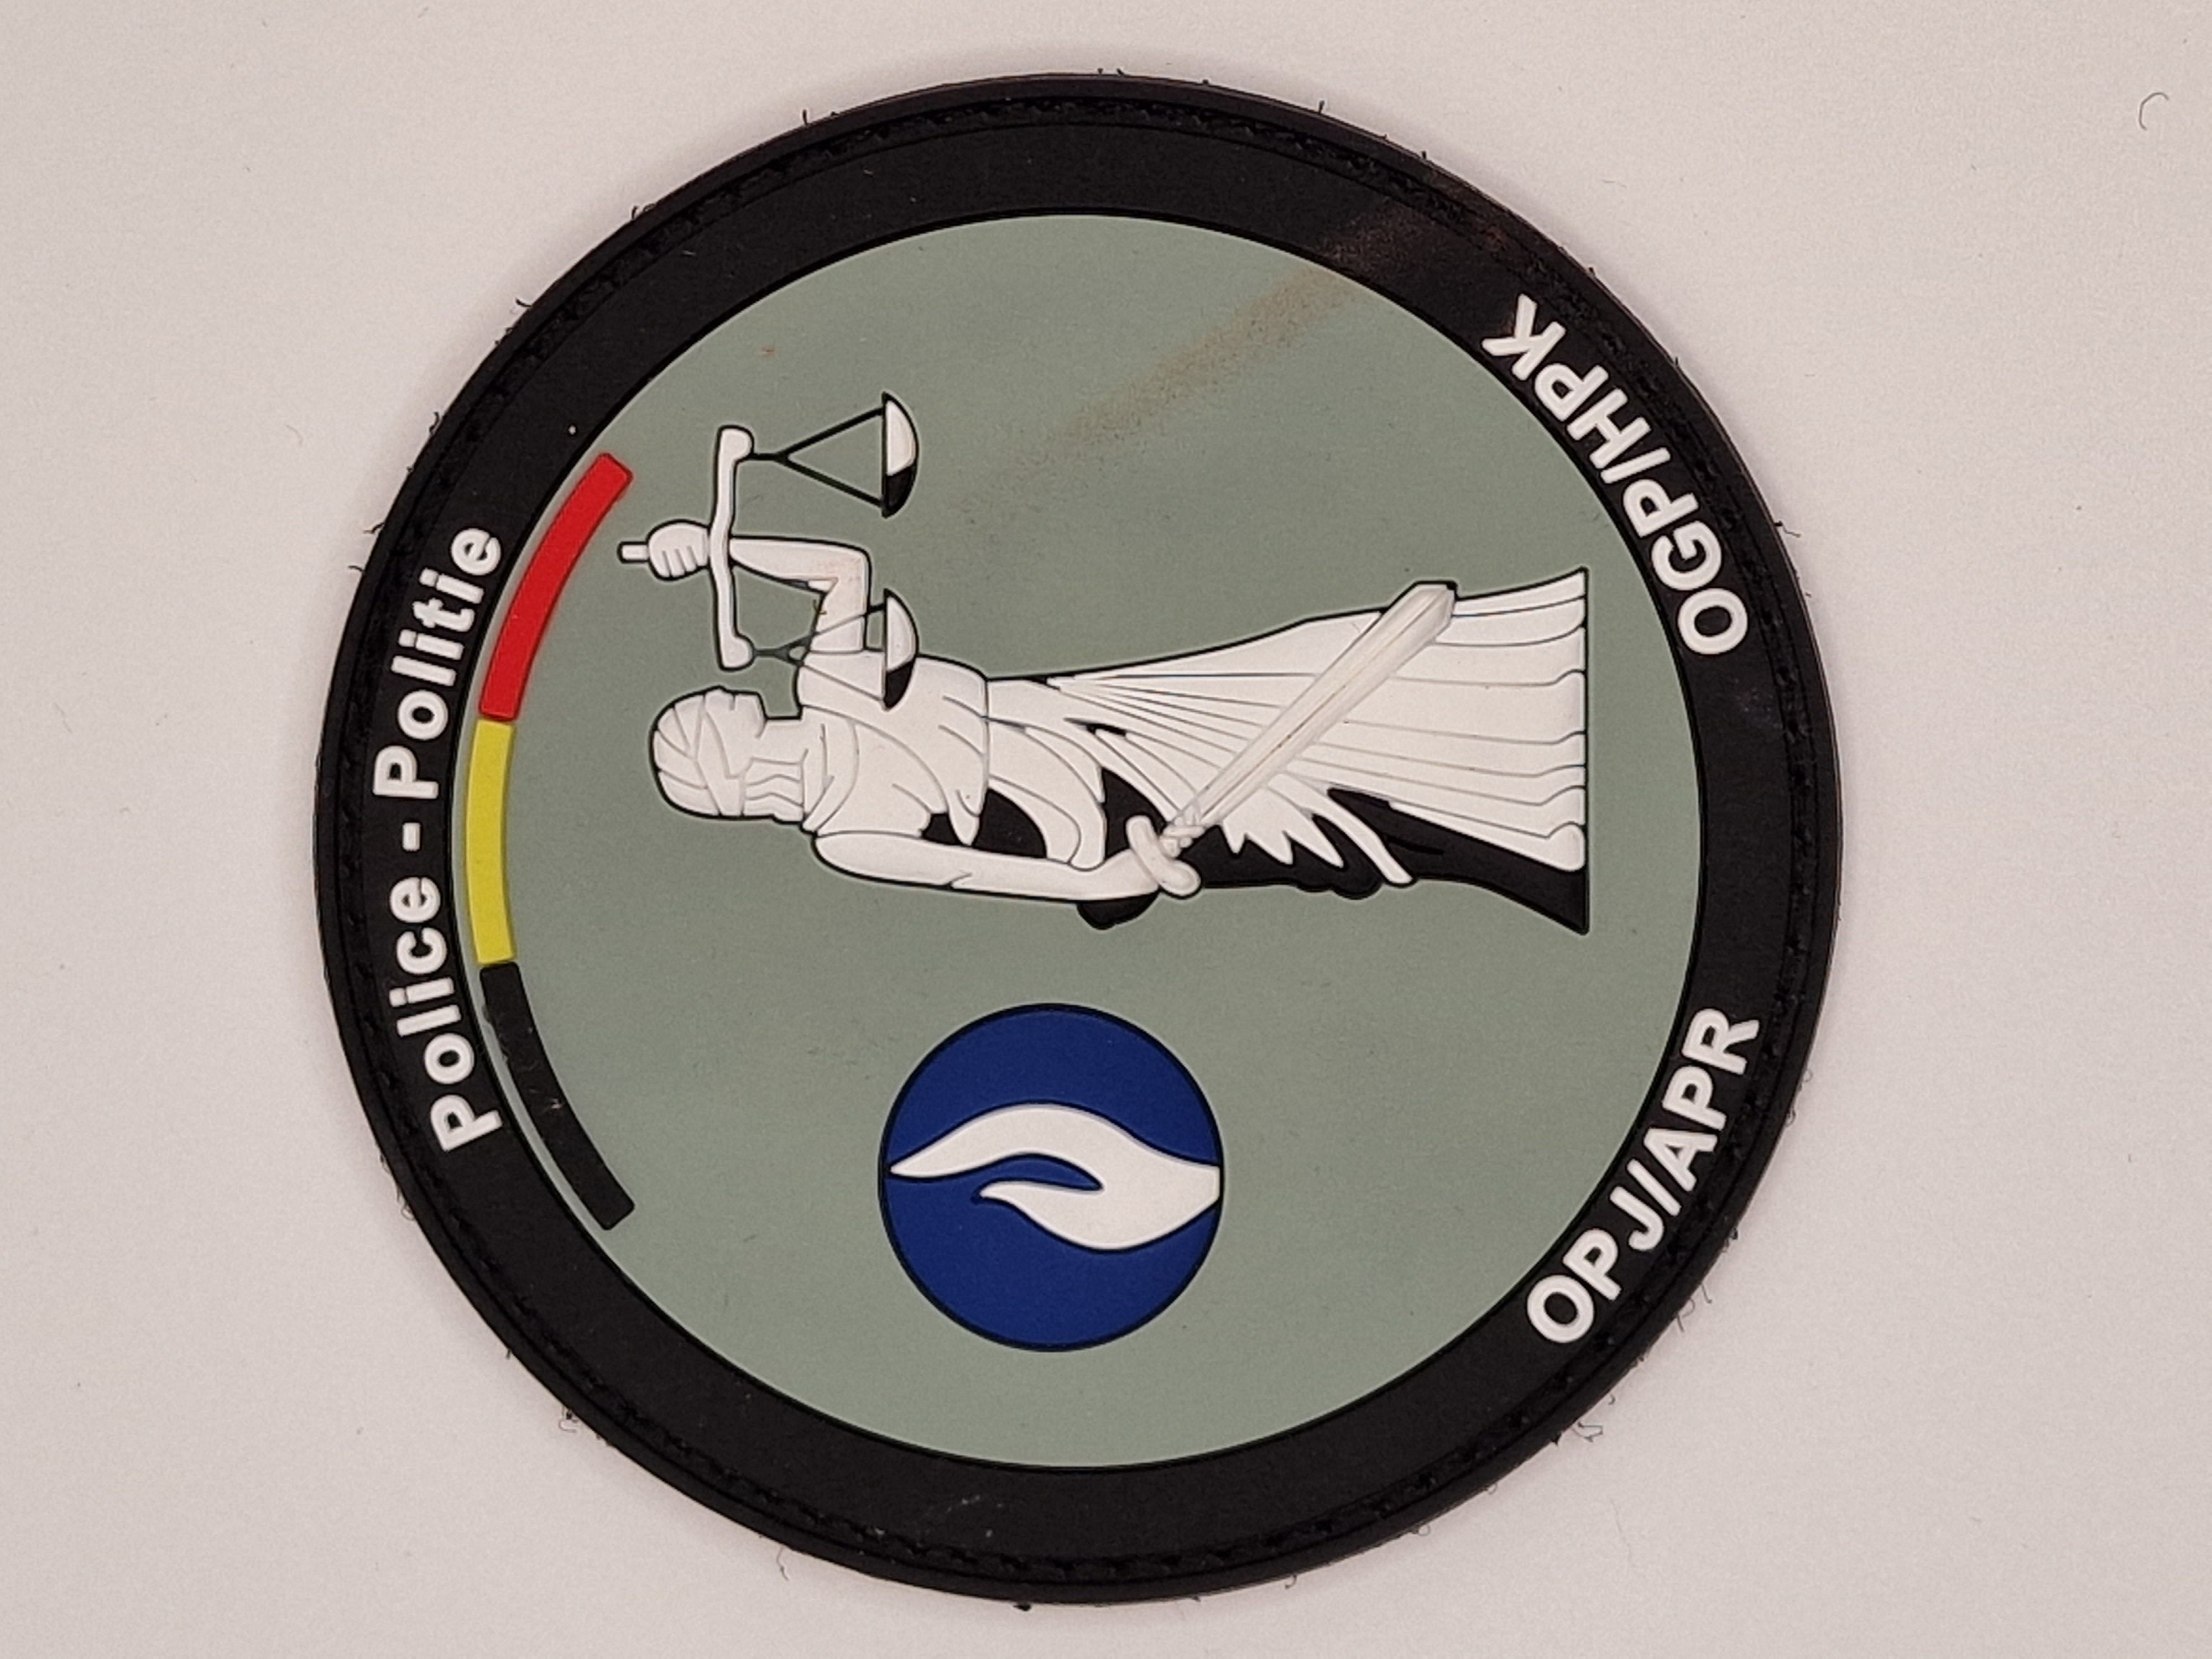 Police - Politie
OPJ/APR
OGP/HPK